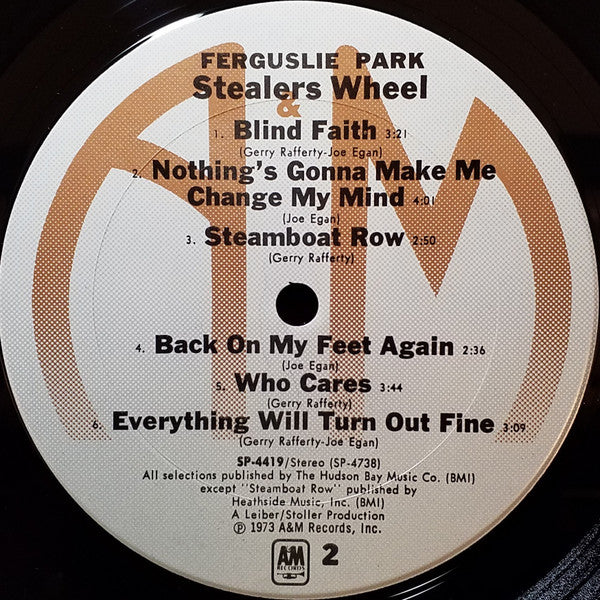 FERGUSLIE PARK
Stealers Wheel
&
1. Blind Faith 3:21
(Gerry Rafferty-Joe Egan)
2. Nothing's Gonna Make Me
Change My Mind 4:01
(Joe Egan)
3. Steamboat Row 2:50
(Gerry Rafferty)
4. Back On My Feet Again 2:36
(Joe Egan)
5. Who Cares 3:44
(Gerry Rafferty)
6. Everything Will Turn Out Fine 3:09
(Gerry Rafferty-Joe Egan)
SP-4419/Stereo (SP-4738)
All selections published by The Hudson Bay Music Co. (BMI)
except "Steamboat Row" published by
Heathside Music, Inc. (BMI)
A Leiber/Stoller Production
℗ 1973 A&M Records, Inc.
A&M
RECORDS
2